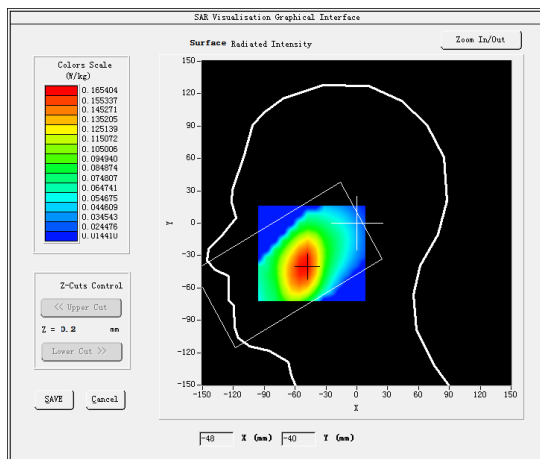 SAR Visualisation Graphical Interface
Surface Radiated Intensity
Zoom In/Out
Colors Scale
(W/kg)
0.165404
0.155337
0.145271
0.135205
0.125139
0.115072
0.105006
0.094940
0.084874
0.074807
0.064741
0.054675
0.044609
0.034543
0.024476
0.014410
Z-Cuts Control
<< Upper Cut
Z = 0.2 mm
Lower Cut >>
SAVE Cancel
150
120
90
60
30
0
-30
-60
-90
-120
-150
Y
-150 -120 -90 -60 -30 0 30 60 90 120 150
X
-48 X (mm) -40 Y (mm)